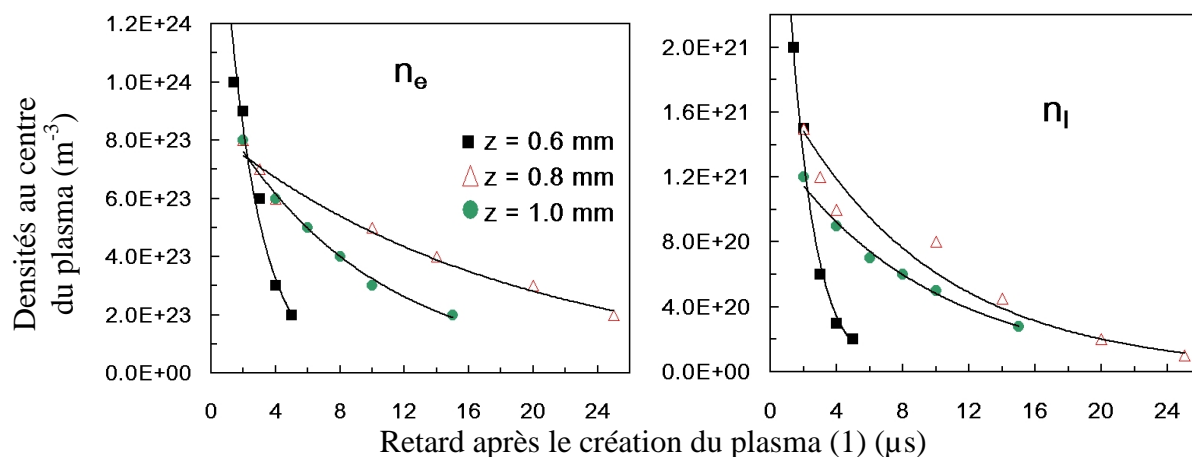 Densités au centre
du plasma (m-3)
1.2E+24
1.0E+24
8.0E+23
6.0E+23
4.0E+23
2.0E+23
0.0E+00
ne
z = 0.6 mm
z = 0.8 mm
z = 1.0 mm
0 4 8 12 16 20 24
2.0E+21
1.6E+21
1.2E+21
8.0E+20
4.0E+20
0.0E+00
nI
0 4 8 12 16 20 24
Retard après le création du plasma (1) (µs)